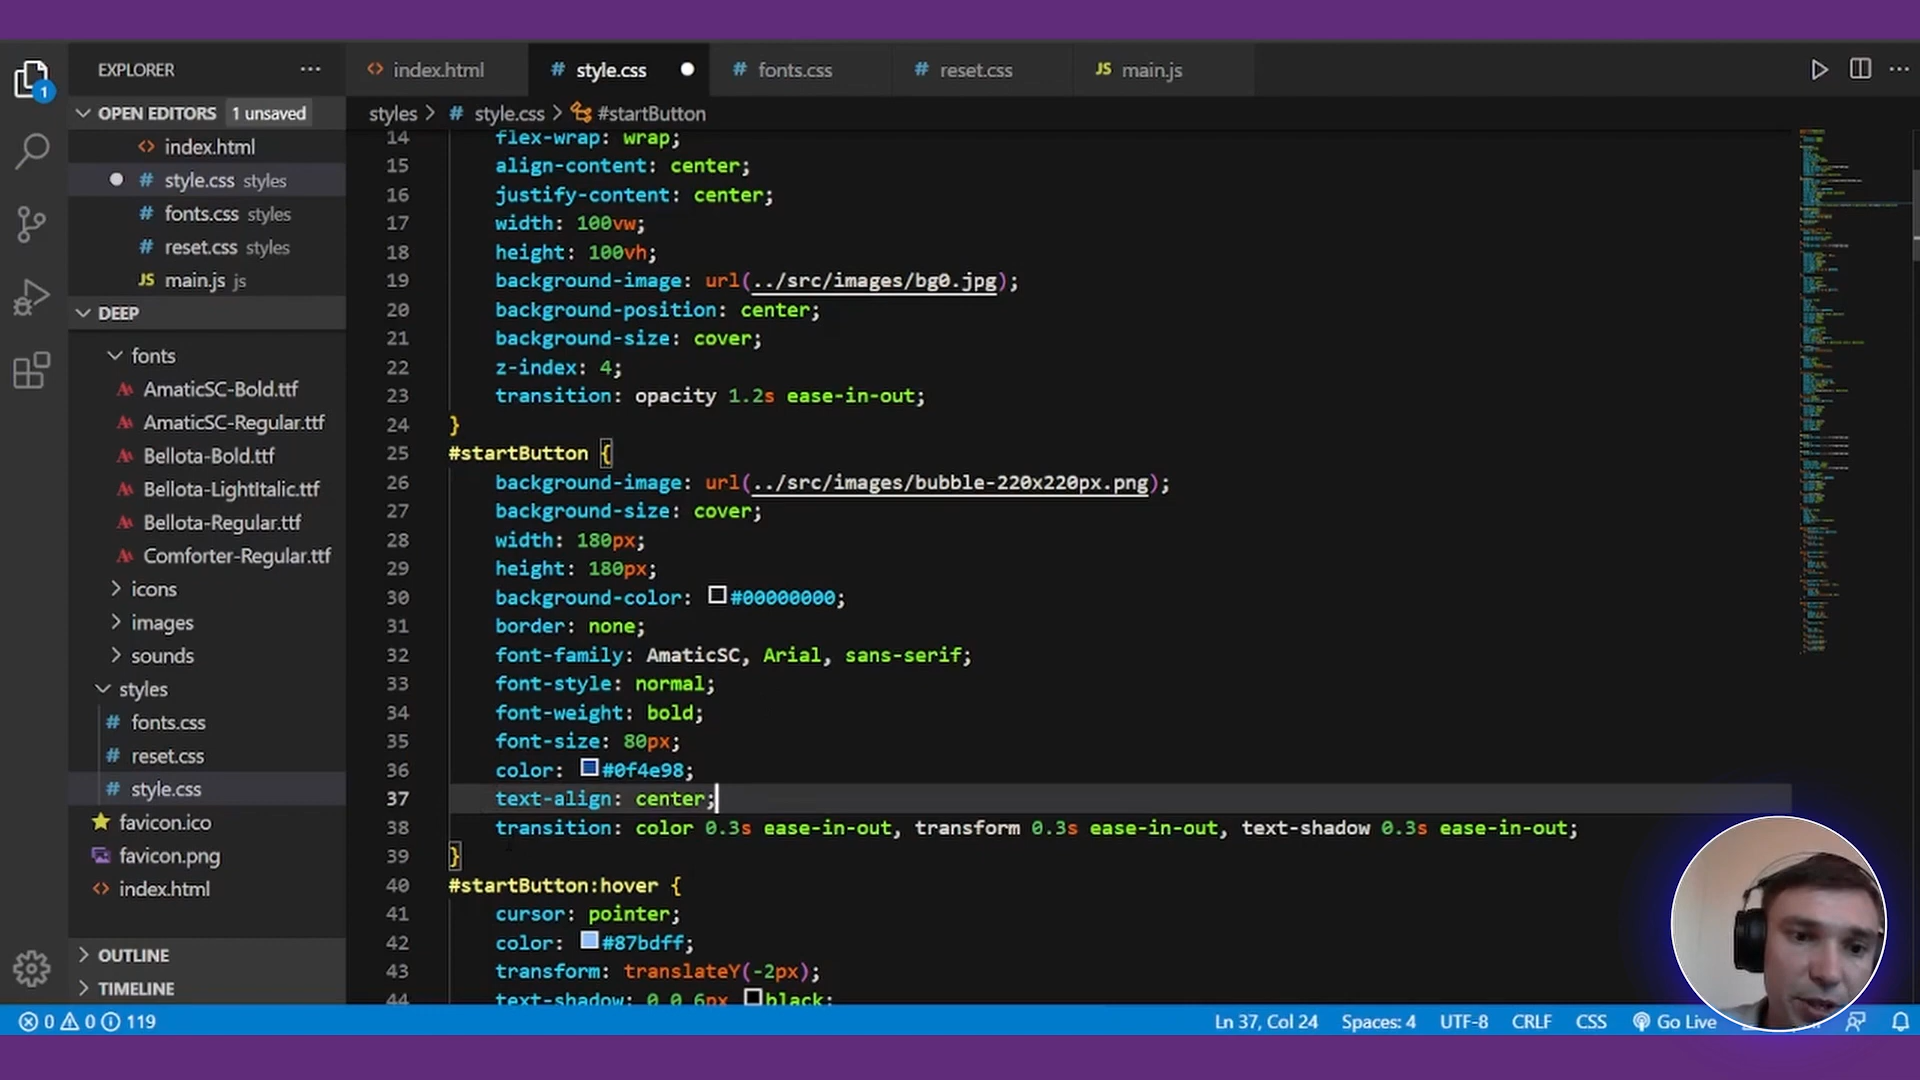 EXPLORER
index.html
style.css
fonts.css
reset.css
JS main.js
1
OPEN EDITORS 1 unsaved
index.html
style.css styles
fonts.css styles
reset.css styles
JS main.js js
DEEP
fonts
AmaticSC-Bold.ttf
AmaticSC-Regular.ttf
Bellota-Bold.ttf
Bellota-LightItalic.ttf
Bellota-Regular.ttf
Comforter-Regular.ttf
icons
images
sounds
styles
# fonts.css
# reset.css
# style.css
favicon.ico
favicon.png
index.html
OUTLINE
TIMELINE
styles > # style.css > #startButton
14 flex-wrap: wrap;
15 align-content: center;
16 justify-content: center;
17 width: 100vw;
18 height: 100vh;
19 background-image: url(../src/images/bg0.jpg);
20 background-position: center;
21 background-size: cover;
22 z-index: 4;
23 transition: opacity 1.2s ease-in-out;
24 }
25 #startButton {
26 background-image: url(../src/images/bubble-220x220px.png);
27 background-size: cover;
28 width: 180px;
29 height: 180px;
30 background-color: #00000000;
31 border: none;
32 font-family: AmaticSC, Arial, sans-serif;
33 font-style: normal;
34 font-weight: bold;
35 font-size: 80px;
36 color: #0f4e98;
37 text-align: center;
38 transition: color 0.3s ease-in-out, transform 0.3s ease-in-out, text-shadow 0.3s ease-in-out;
39 }
40 #startButton:hover {
41 cursor: pointer;
42 color: #87bdff;
43 transform: translateY(-2px);
44 text-shadow: 0 0 6px black;
0 0 119
Ln 37, Col 24 Spaces: 4 UTF-8 CRLF CSS Go Live